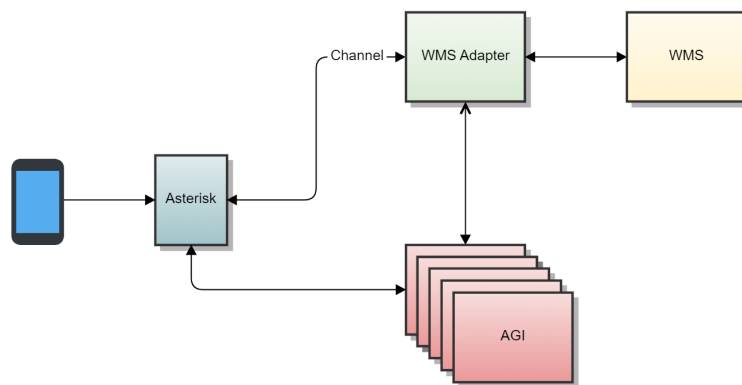 Channel
WMS Adapter
WMS
Asterisk
AGI